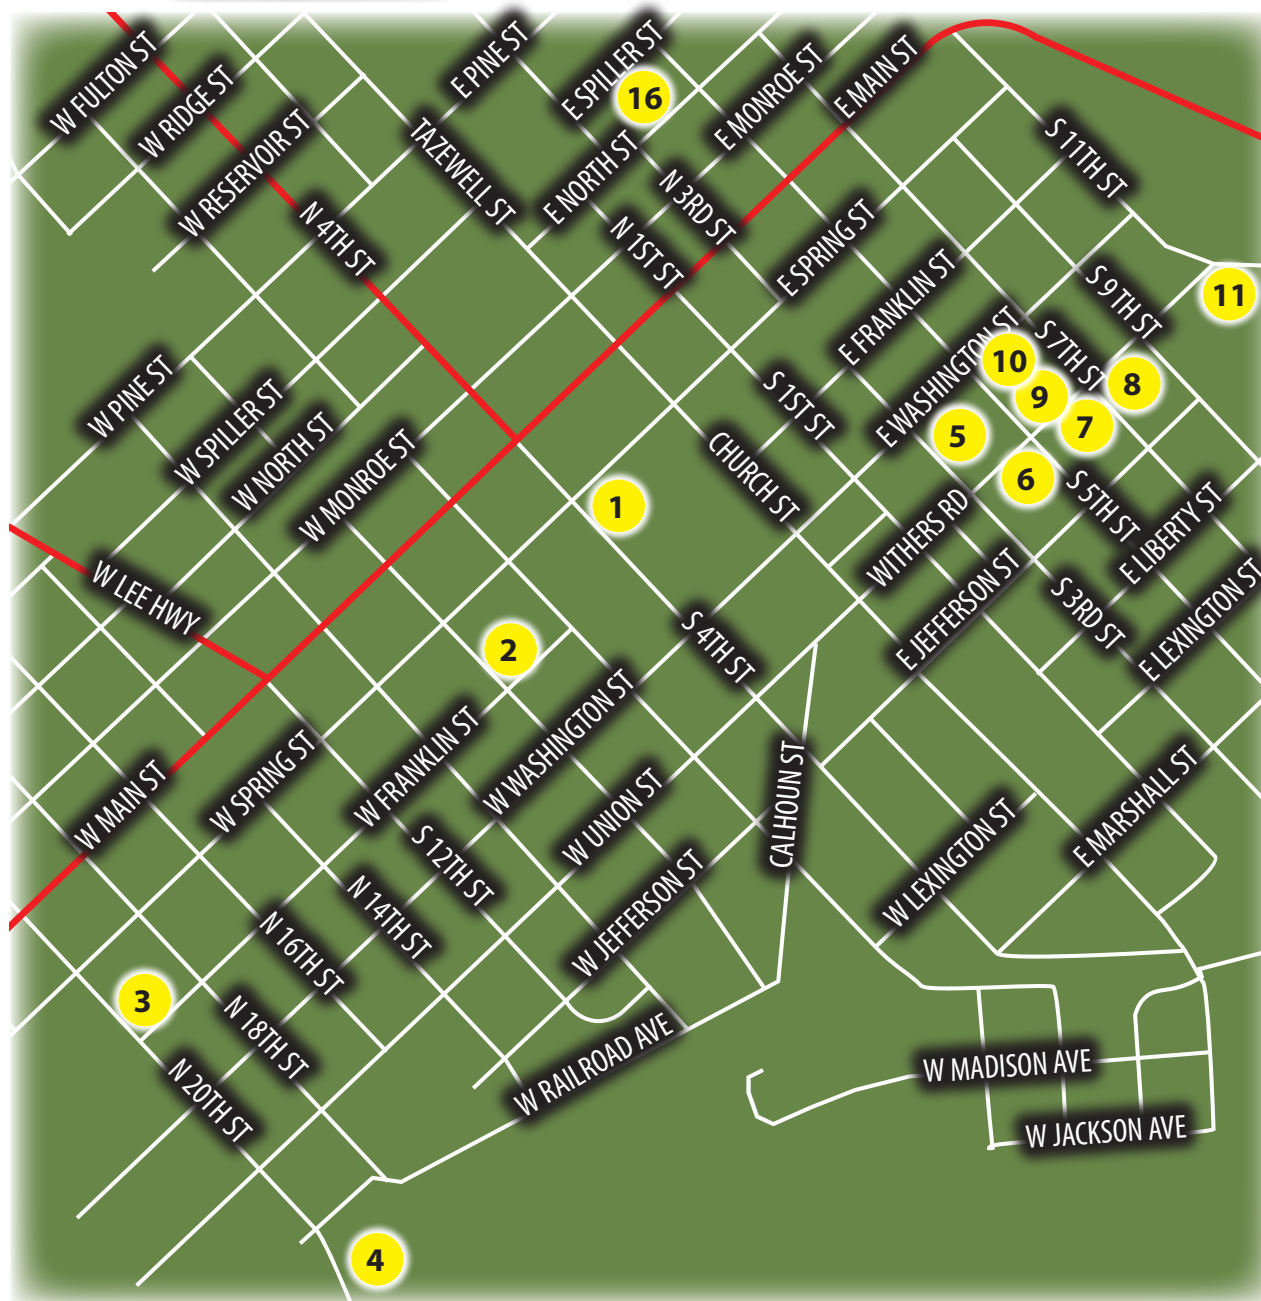 W FULTON ST
W RIDGE ST
W RESERVOIR ST
N 4TH ST
E PINE ST
TAZEWELL ST
E SPILLER ST
16
E NORTH ST
N 3RD ST
N 1ST ST
E MONROE ST
E MAIN ST
S 11TH ST
E SPRING ST
E FRANKLIN ST
S 9TH ST
11
E WASHINGTON ST
S 7TH ST
10
9
8
7
5
6
S 1ST ST
CHURCH ST
W PINE ST
W SPILLER ST
W NORTH ST
W MONROE ST
1
WITHERS RD
S 5TH ST
E LIBERTY ST
E JEFFERSON ST
S 3RD ST
E LEXINGTON ST
W LEE HWY
2
S 4TH ST
W MAIN ST
W SPRING ST
W FRANKLIN ST
W WASHINGTON ST
W UNION ST
CALHOUN ST
E MARSHALL ST
W LEXINGTON ST
S 12TH ST
N 14TH ST
W JEFFERSON ST
N 16TH ST
3
N 18TH ST
N 20TH ST
W RAILROAD AVE
W MADISON AVE
W JACKSON AVE
4